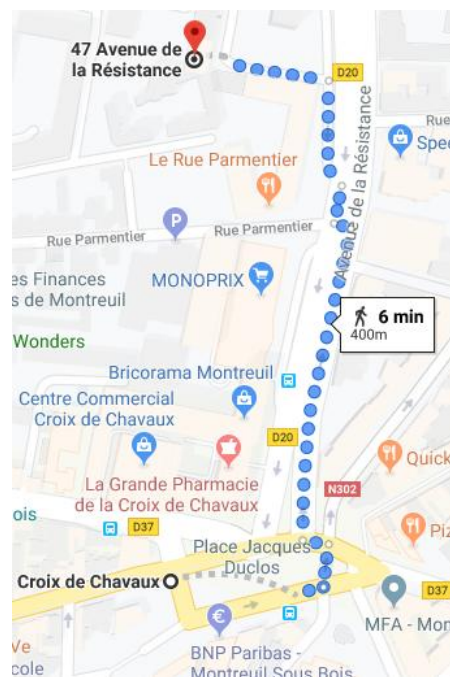 47 Avenue de
la Résistance
D20
Avenue de la Résistance
Rue
Spec
Le Rue Parmentier
P
Rue Parmentier
Rue Parmentier
es Finances
s de Montreuil
MONOPRIX
6 min
400m
Wonders
Bricorama Montreuil
Centre Commercial
Croix de Chavaux
D20
La Grande Pharmacie
de la Croix de Chavaux
Quick
N302
ois
D37
Place Jacques
Duclos
Piz
Croix de Chavaux
D37
MFA - Mon
€
BNP Paribas -
Montreuil Sous Bois
Ve
cole